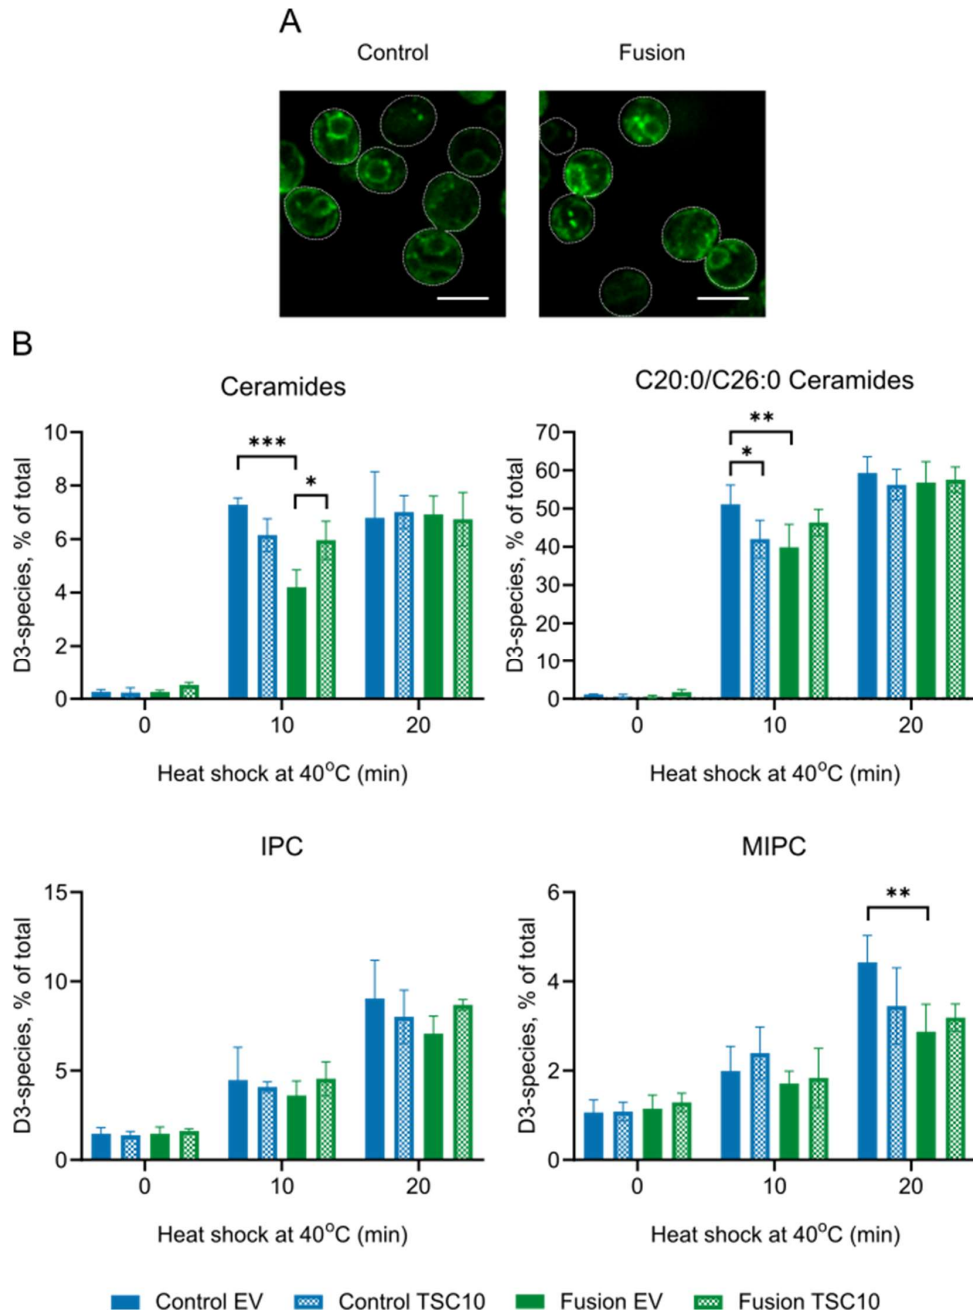 A
Control Fusion
B
Ceramides
D3-species, % of total
10
8
6
4
2
0
***
*
0 10 20
Heat shock at 40°C (min)
C20:0/C26:0 Ceramides
D3-species, % of total
70
60
50
40
30
20
10
0
**
*
0 10 20
Heat shock at 40°C (min)
IPC
D3-species, % of total
15
10
5
0
0 10 20
Heat shock at 40°C (min)
MIPC
D3-species, % of total
6
4
2
0
**
0 10 20
Heat shock at 40°C (min)
Control EV Control TSC10 Fusion EV Fusion TSC10